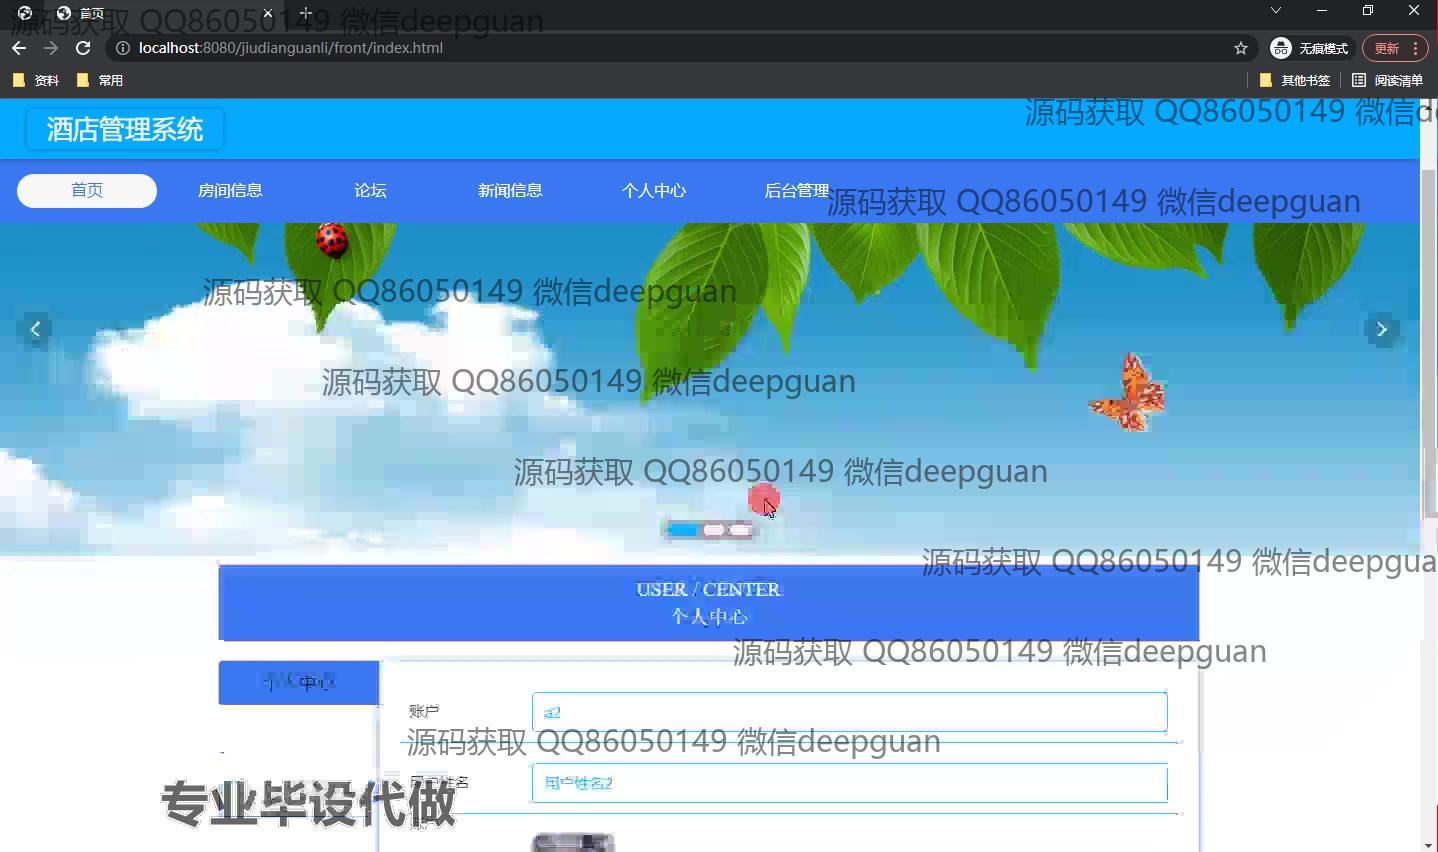 首页
源码获取 QQ86050149 微信deepguan
localhost:8080/jiudianguanli/front/index.html
无痕模式
更新
资料
常用
其他书签
阅读清单
源码获取 QQ86050149 微信d
酒店管理系统
首页
房间信息
论坛
新闻信息
个人中心
后台管理
源码获取 QQ86050149 微信deepguan
源码获取 QQ86050149 微信deepguan
源码获取 QQ86050149 微信deepguan
源码获取 QQ86050149 微信deepguan
源码获取 QQ86050149 微信deepgua
USER / CENTER
个人中心
源码获取 QQ86050149 微信deepguan
个人中心
账户
a2
源码获取 QQ86050149 微信deepguan
用户姓名
用户姓名2
专业毕设代做